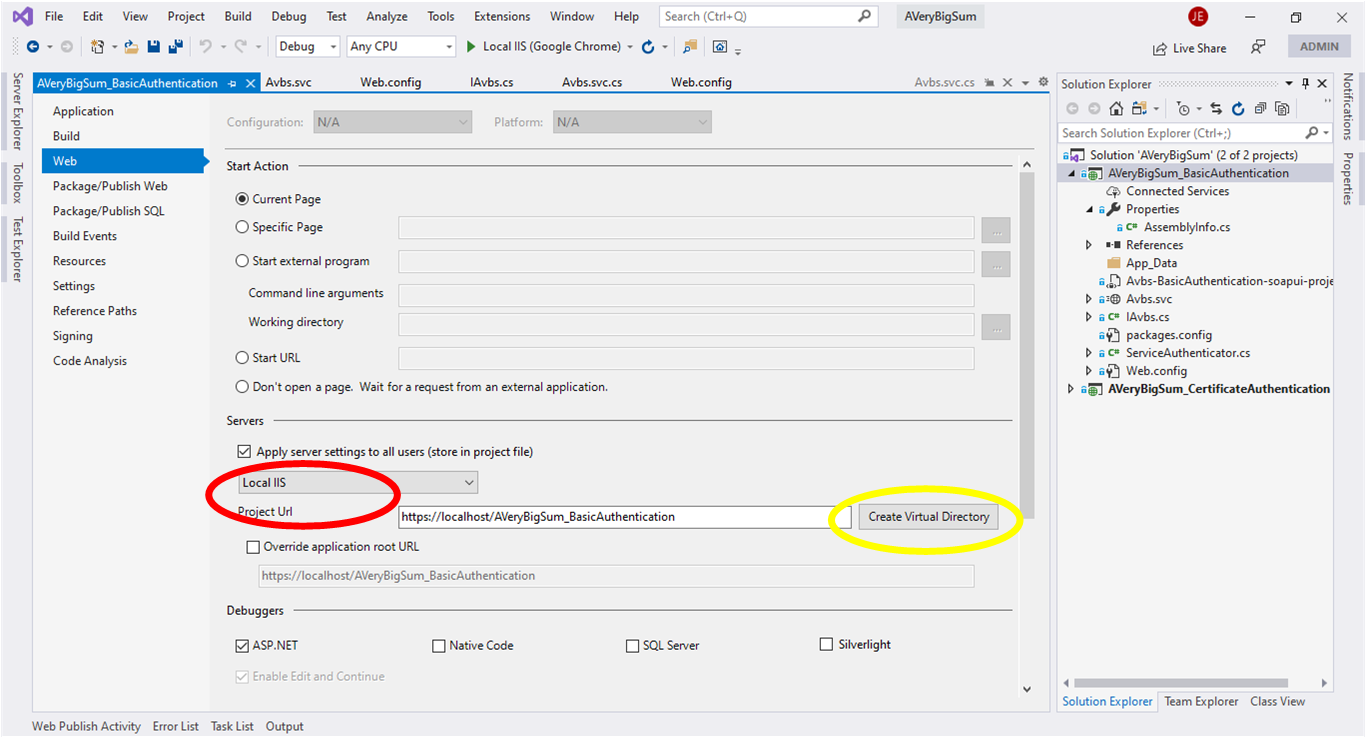 File Edit View Project Build Debug Test Analyze Tools Extensions Window Help Search (Ctrl+Q) AVeryBigSum JE
Debug Any CPU Local IIS (Google Chrome) Live Share ADMIN
Server Explorer
Toolbox
Test Explorer
AVeryBigSum_BasicAuthentication Avbs.svc Web.config IAvbs.cs Avbs.svc.cs Web.config Avbs.svc.cs
Application
Build
Web
Package/Publish Web
Package/Publish SQL
Build Events
Resources
Settings
Reference Paths
Signing
Code Analysis
Configuration: N/A Platform: N/A
Start Action
Current Page
Specific Page ...
Start external program ...
Command line arguments
Working directory ...
Start URL
Don't open a page. Wait for a request from an external application.
Servers
Apply server settings to all users (store in project file)
Local IIS
Project Url https://localhost/AVeryBigSum_BasicAuthentication Create Virtual Directory
Override application root URL
https://localhost/AVeryBigSum_BasicAuthentication
Debuggers
ASP.NET Native Code SQL Server Silverlight
Enable Edit and Continue
Solution Explorer
Search Solution Explorer (Ctrl+;)
Solution 'AVeryBigSum' (2 of 2 projects)
AVeryBigSum_BasicAuthentication
Connected Services
Properties
C# AssemblyInfo.cs
References
App_Data
Avbs-BasicAuthentication-soapui-proje
Avbs.svc
C# IAvbs.cs
packages.config
C# ServiceAuthenticator.cs
Web.config
AVeryBigSum_CertificateAuthentication
Solution Explorer Team Explorer Class View
Notifications
Properties
Web Publish Activity Error List Task List Output